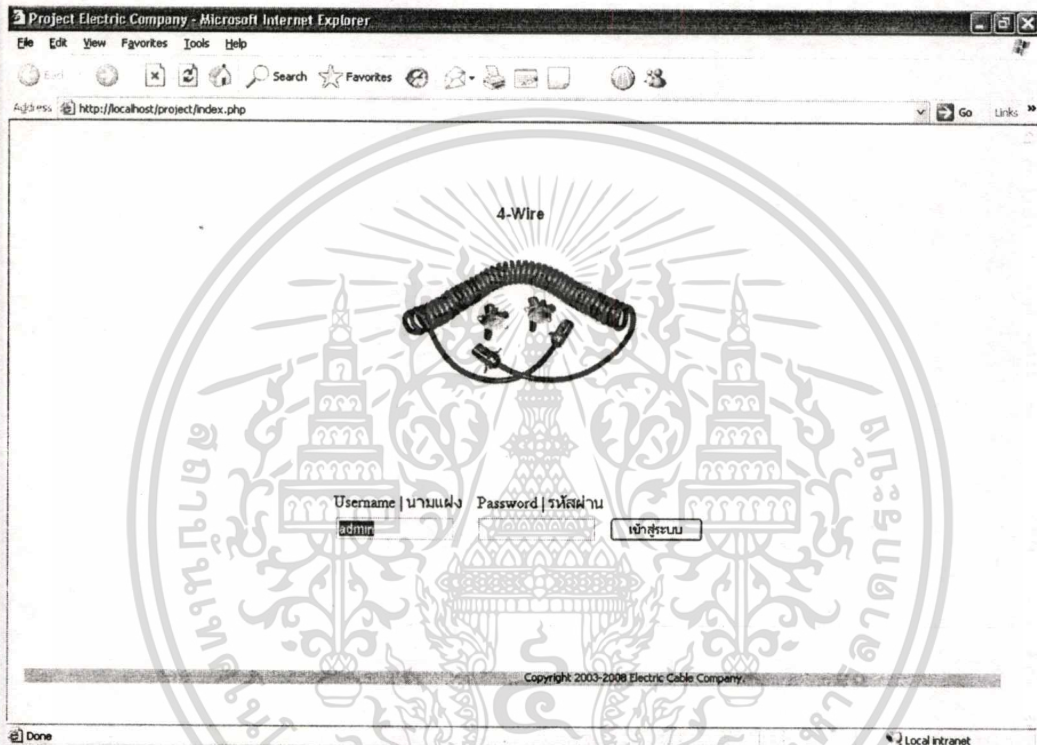 Project Electric Company - Microsoft Internet Explorer
File Edit View Favorites Tools Help
Search Favorites
Address http://localhost/project/index.php Go Links »
4-Wire
Username | นามแฝง Password | รหัสผ่าน
admin เข้าสู่ระบบ
Copyright 2003-2008 Electric Cable Company.
Done Local intranet